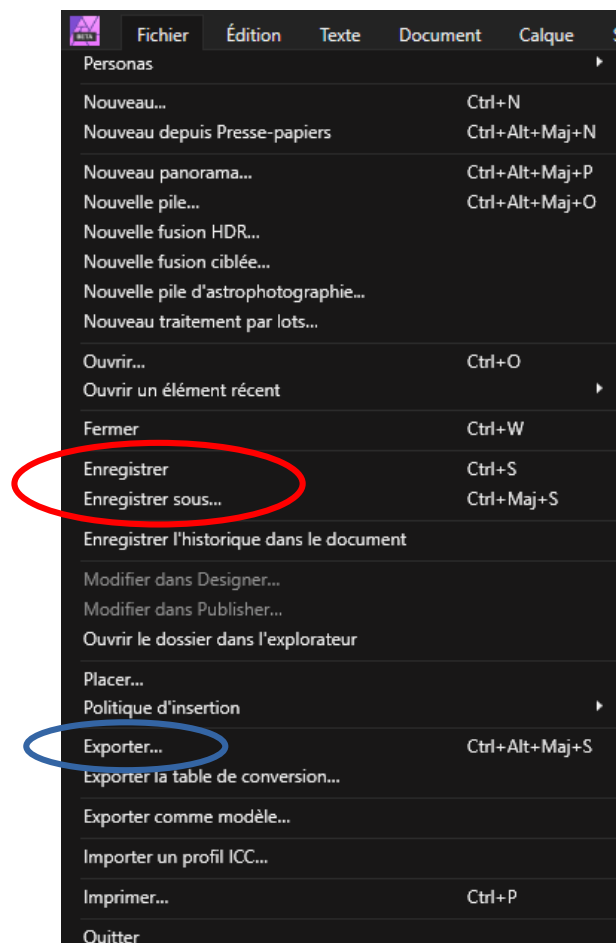 BETA Fichier Édition Texte Document Calque
Personas
Nouveau... Ctrl+N
Nouveau depuis Presse-papiers Ctrl+Alt+Maj+N
Nouveau panorama... Ctrl+Alt+Maj+P
Nouvelle pile... Ctrl+Alt+Maj+O
Nouvelle fusion HDR...
Nouvelle fusion ciblée...
Nouvelle pile d'astrophotographie...
Nouveau traitement par lots...
Ouvrir... Ctrl+O
Ouvrir un élément récent
Fermer Ctrl+W
Enregistrer Ctrl+S
Enregistrer sous... Ctrl+Maj+S
Enregistrer l'historique dans le document
Modifier dans Designer...
Modifier dans Publisher...
Ouvrir le dossier dans l'explorateur
Placer...
Politique d'insertion
Exporter... Ctrl+Alt+Maj+S
Exporter la table de conversion...
Exporter comme modèle...
Importer un profil ICC...
Imprimer... Ctrl+P
Quitter